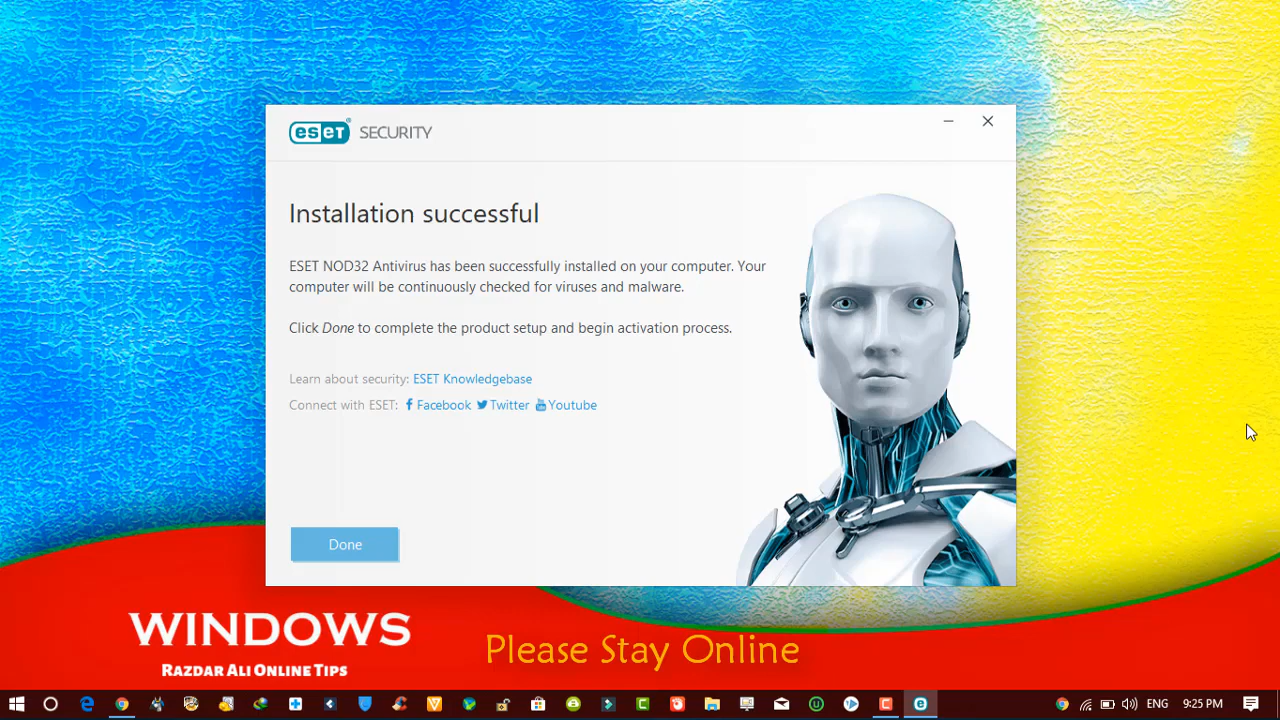 eseT® SECURITY
Installation successful
ESET NOD32 Antivirus has been successfully installed on your computer. Your
computer will be continuously checked for viruses and malware.
Click Done to complete the product setup and begin activation process.
Learn about security: ESET Knowledgebase
Connect with ESET: Facebook Twitter Youtube
Done
WINDOWS
RAZDAR ALI ONLINE TIPS
Please Stay Online
ENG 9:25 PM